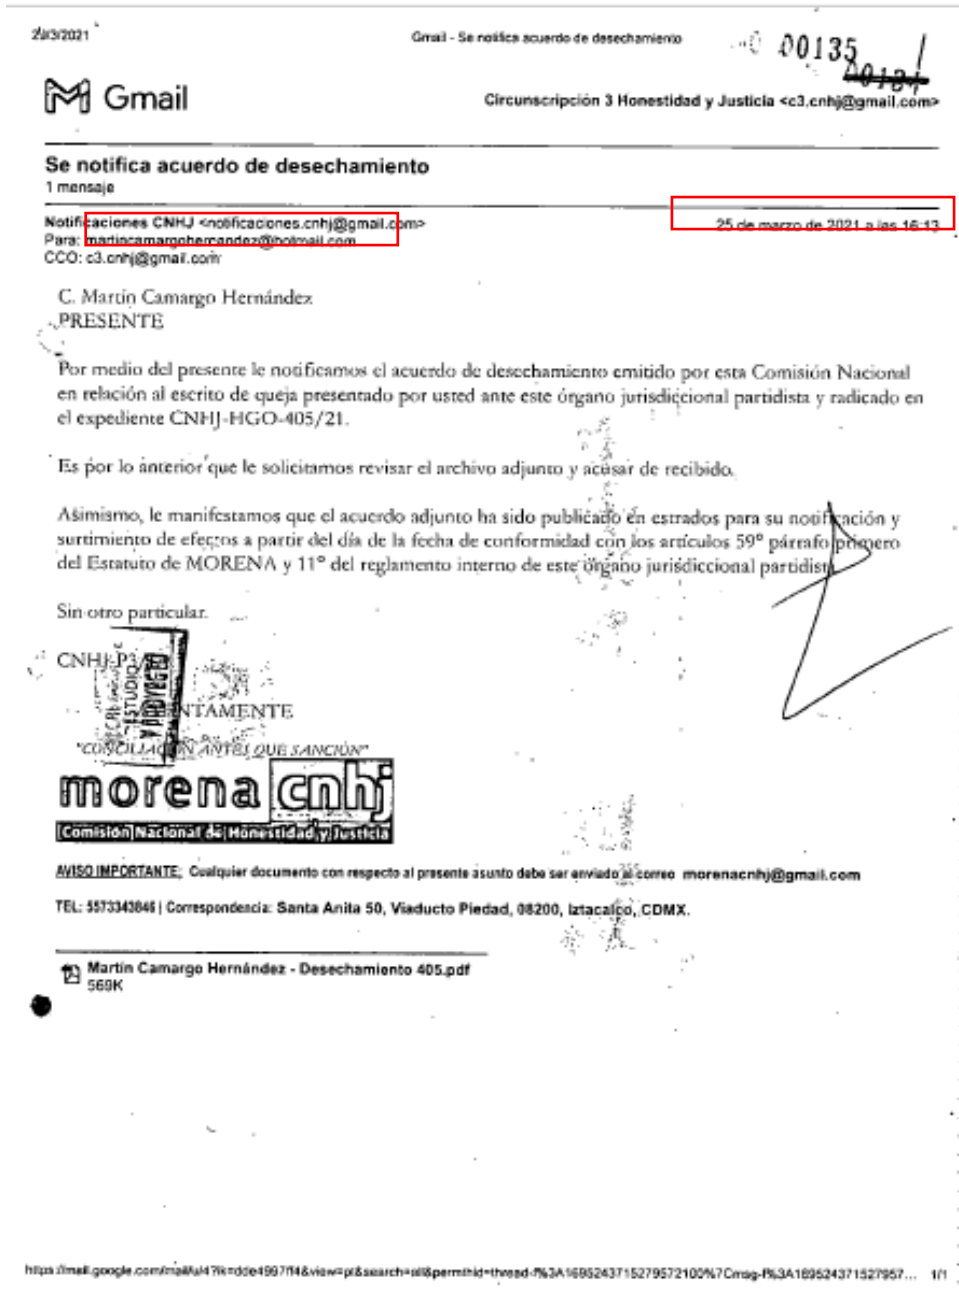 Gmail - Se notifica acuerdo de desechamiento
00135
Gmail
Circunscripción 3 Honestidad y Justicia <c3.cnhj@gmail.com>
Se notifica acuerdo de desechamiento
1 mensaje
Notificaciones CNHJ <notificaciones.cnhj@gmail.com>
25 de marzo de 2021 a las 16:13
Para: martincamargohernandez@hotmail.com
CCO: c3.cnhj@gmail.com
C. Martín Camargo Hernández
PRESENTE
Por medio del presente le notificamos el acuerdo de desechamiento emitido por esta Comisión Nacional
en relación al escrito de queja presentado por usted ante este órgano jurisdiccional partidista y radicado en
el expediente CNHJ-HGO-405/21.
Es por lo anterior que le solicitamos revisar el archivo adjunto y acusar de recibido.
Asimismo, le manifestamos que el acuerdo adjunto ha sido publicado en estrados para su notificación y
surtimiento de efectos a partir del día de la fecha de conformidad con los artículos 59° párrafo primero
del Estatuto de MORENA y 11° del reglamento interno de este órgano jurisdiccional partidista
Sin otro particular.
CNHJ-P3/
ESTUDIO
Y PROYECTO
NTAMENTE
"CONCILIACIÓN ANTES QUE SANCIÓN"
morena cnhj
Comisión Nacional de Honestidad y Justicia
AVISO IMPORTANTE: Cualquier documento con respecto al presente asunto debe ser enviado al correo morenacnhj@gmail.com
TEL: 5573343846 | Correspondencia: Santa Anita 50, Viaducto Piedad, 08200, Iztacalco, CDMX.
Martín Camargo Hernández - Desechamiento 405.pdf
569K
1/1